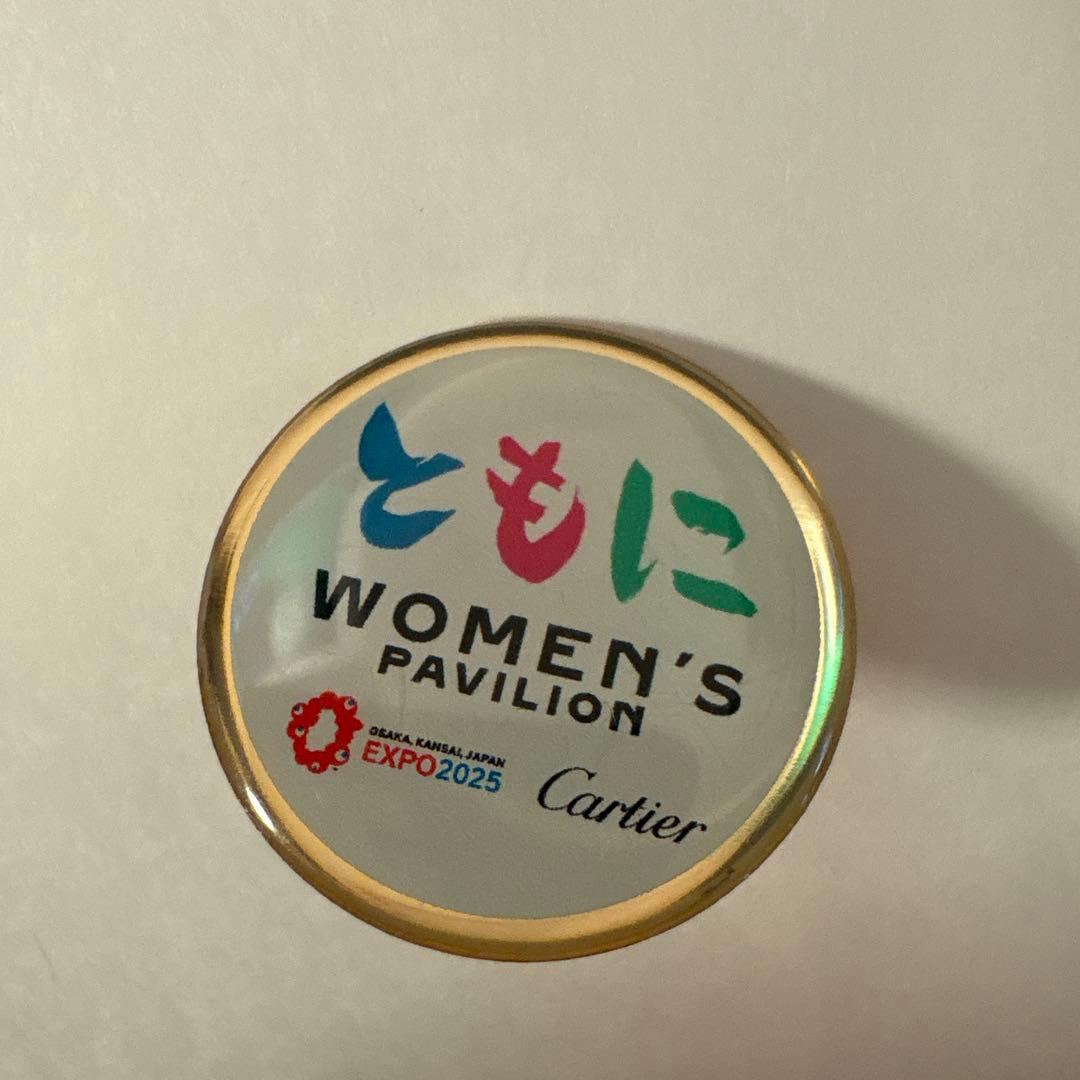 ともに
WOMEN'S
PAVILION
OSAKA, KANSAI, JAPAN
EXPO2025
Cartier